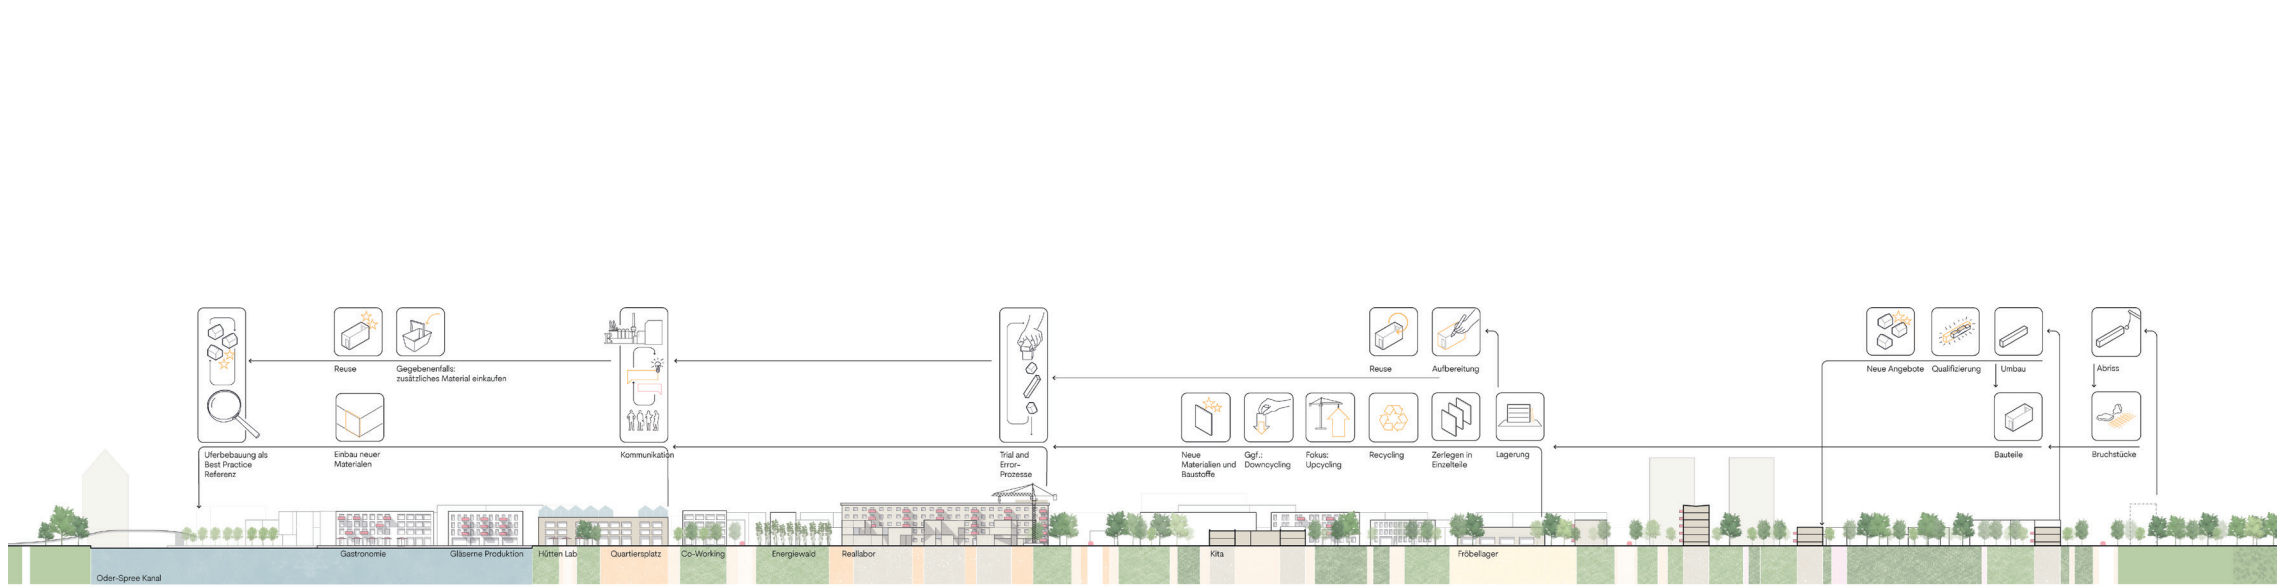 Reuse
Gegebenenfalls:
zusätzliches Material einkaufen
Reuse
Aufbereitung
Neue Angebote
Qualifizierung
Umbau
Abriss
Uferbebauung als
Best Practice
Referenz
Einbau neuer
Materialen
Kommunikation
Trial and
Error-
Prozesse
Neue
Materialien und
Baustoffe
Ggf.:
Downcycling
Fokus:
Upcycling
Recycling
Zerlegen in
Einzelteile
Lagerung
Bauteile
Bruchstücke
Gastronomie
Gläserne Produktion
Hütten Lab
Quartiersplatz
Co-Working
Energiewald
Reallabor
Kita
Fröbellager
Oder-Spree Kanal